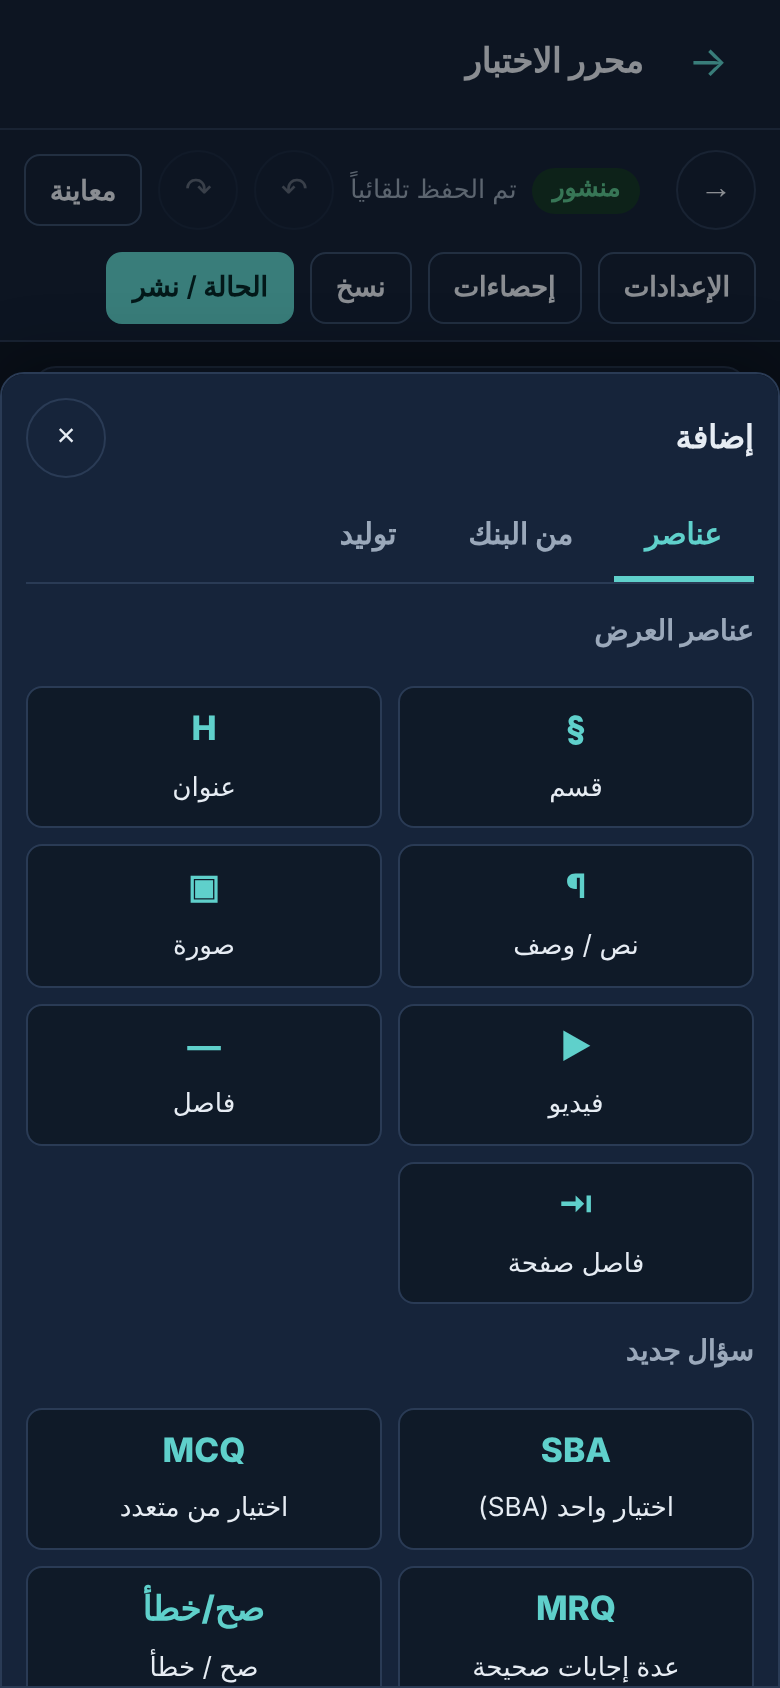 محرر الاختبار →
→ منشور تم الحفظ تلقائياً ↶ ↷ معاينة
الإعدادات إحصاءات نسخ الحالة / نشر
إضافة ×
عناصر من البنك توليد
عناصر العرض
§ H
قسم عنوان
¶ ▣
نص / وصف صورة
▶ —
فيديو فاصل
⇥
فاصل صفحة
سؤال جديد
SBA MCQ
اختيار واحد (SBA) اختيار من متعدد
MRQ صح/خطأ
عدة إجابات صحيحة صح / خطأ